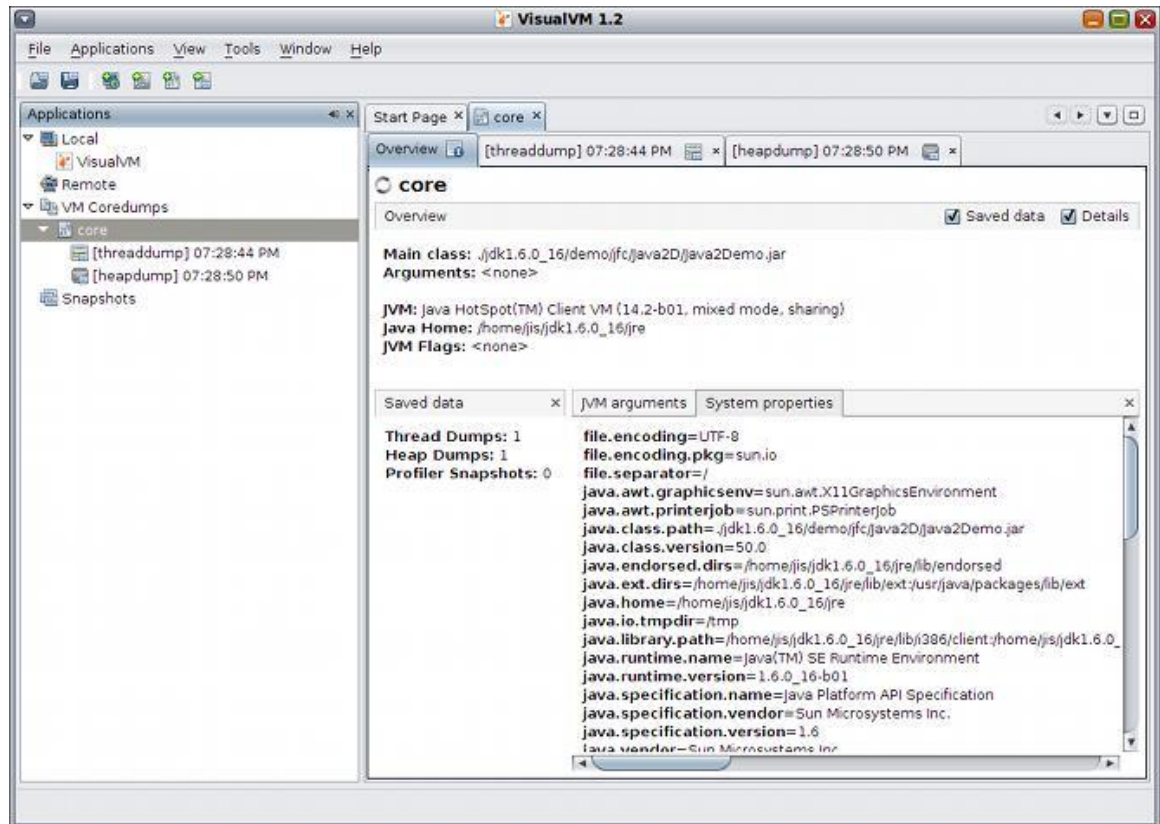 VisualVM 1.2
File Applications View Tools Window Help
Applications
Local
VisualVM
Remote
VM Coredumps
core
[threaddump] 07:28:44 PM
[heapdump] 07:28:50 PM
Snapshots
Start Page core
Overview [threaddump] 07:28:44 PM [heapdump] 07:28:50 PM
core
Overview Saved data Details
Main class: ./jdk1.6.0_16/demo/jfc/Java2D/Java2Demo.jar
Arguments: <none>
JVM: Java HotSpot(TM) Client VM (14.2-b01, mixed mode, sharing)
Java Home: /home/jis/jdk1.6.0_16/jre
JVM Flags: <none>
Saved data
Thread Dumps: 1
Heap Dumps: 1
Profiler Snapshots: 0
JVM arguments System properties
file.encoding=UTF-8
file.encoding.pkg=sun.io
file.separator=/
java.awt.graphicsenv=sun.awt.X11GraphicsEnvironment
java.awt.printerjob=sun.print.PSPrinterJob
java.class.path=./jdk1.6.0_16/demo/jfc/Java2D/Java2Demo.jar
java.class.version=50.0
java.endorsed.dirs=/home/jis/jdk1.6.0_16/jre/lib/endorsed
java.ext.dirs=/home/jis/jdk1.6.0_16/jre/lib/ext:/usr/java/packages/lib/ext
java.home=/home/jis/jdk1.6.0_16/jre
java.io.tmpdir=/tmp
java.library.path=/home/jis/jdk1.6.0_16/jre/lib/i386/client:/home/jis/jdk1.6.0_
java.runtime.name=Java(TM) SE Runtime Environment
java.runtime.version=1.6.0_16-b01
java.specification.name=Java Platform API Specification
java.specification.vendor=Sun Microsystems Inc.
java.specification.version=1.6
java.vendor=Sun Microsystems Inc.